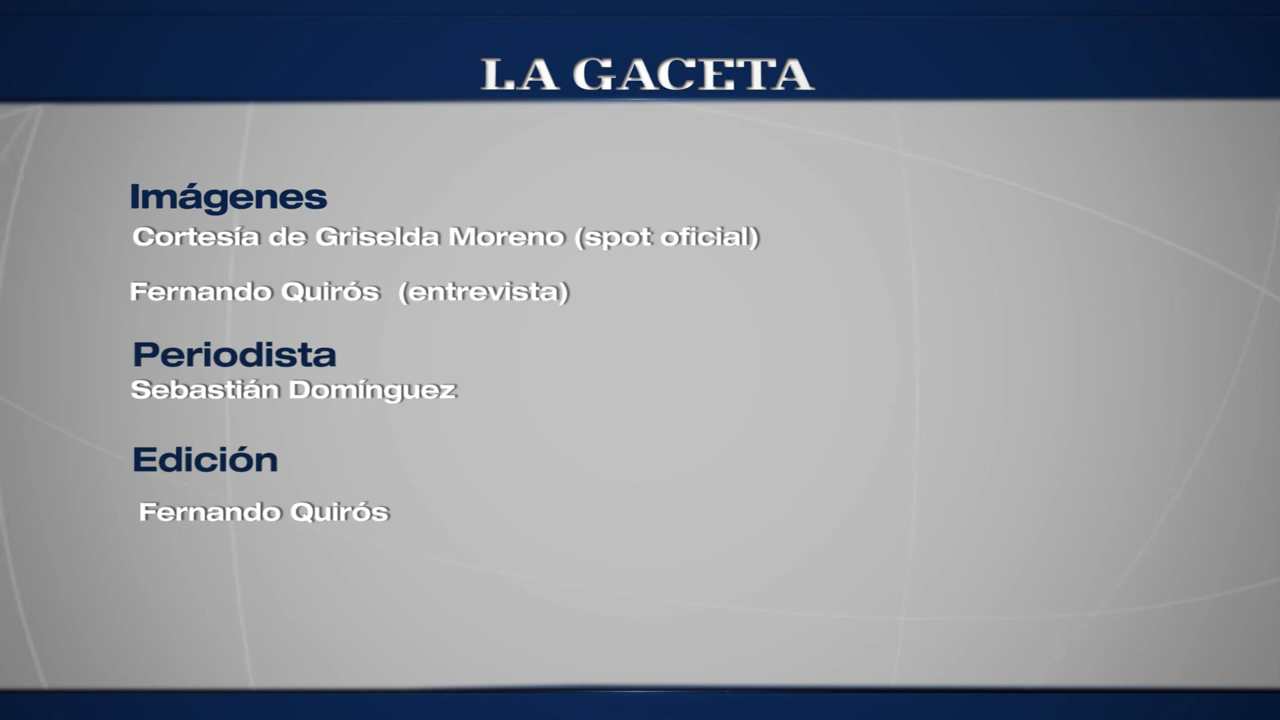 LA GACETA
Imágenes
Cortesía de Griselda Moreno (spot oficial)
Fernando Quirós (entrevista)
Periodista
Sebastián Domínguez
Edición
Fernando Quirós